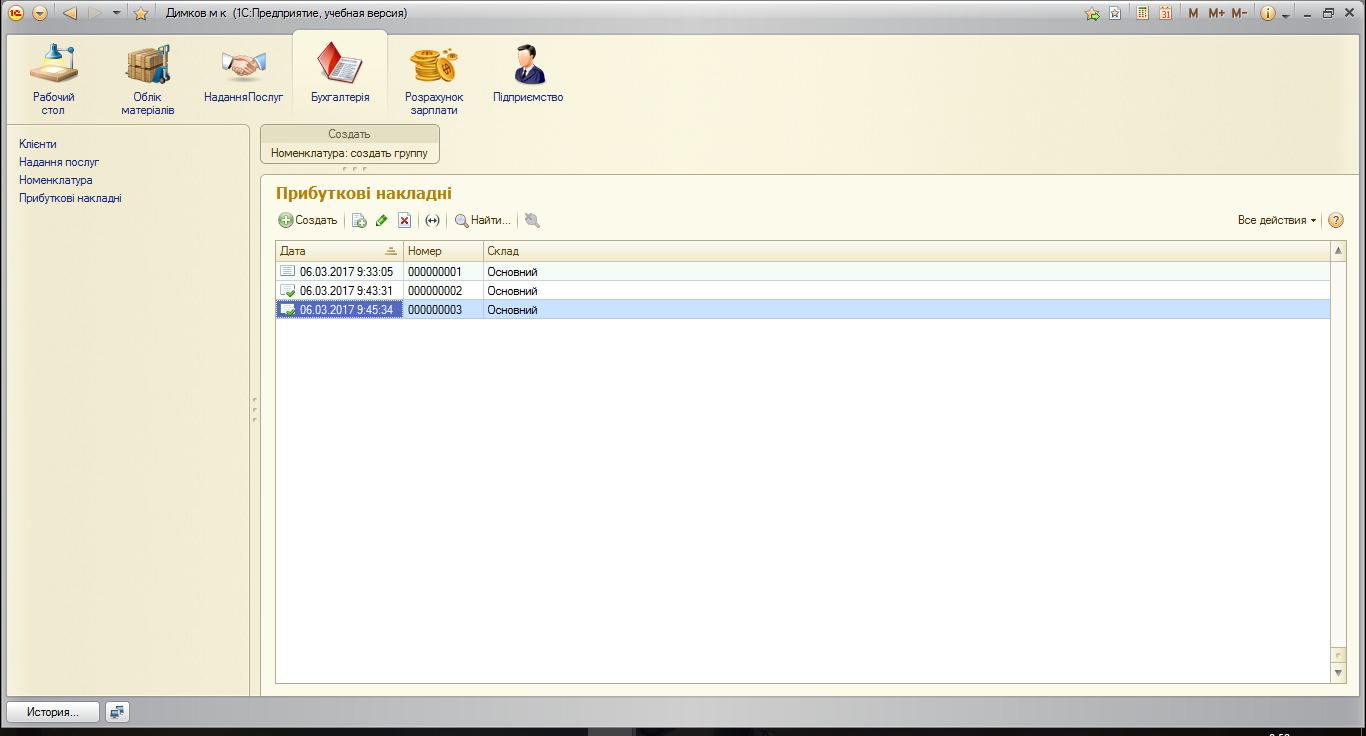 Димков м к (1С:Предприятие, учебная версия)
31 M M+ M-
Рабочий
стол
Облік
матеріалів
НаданняПослуг
Бухгалтерія
Розрахунок
зарплати
Підприємство
Клієнти
Надання послуг
Номенклатура
Прибуткові накладні
Создать
Номенклатура: создать группу
Прибуткові накладні
Создать Найти... Все действия
Дата Номер Склад
06.03.2017 9:33:05 000000001 Основний
06.03.2017 9:43:31 000000002 Основний
06.03.2017 9:45:34 000000003 Основний
История...